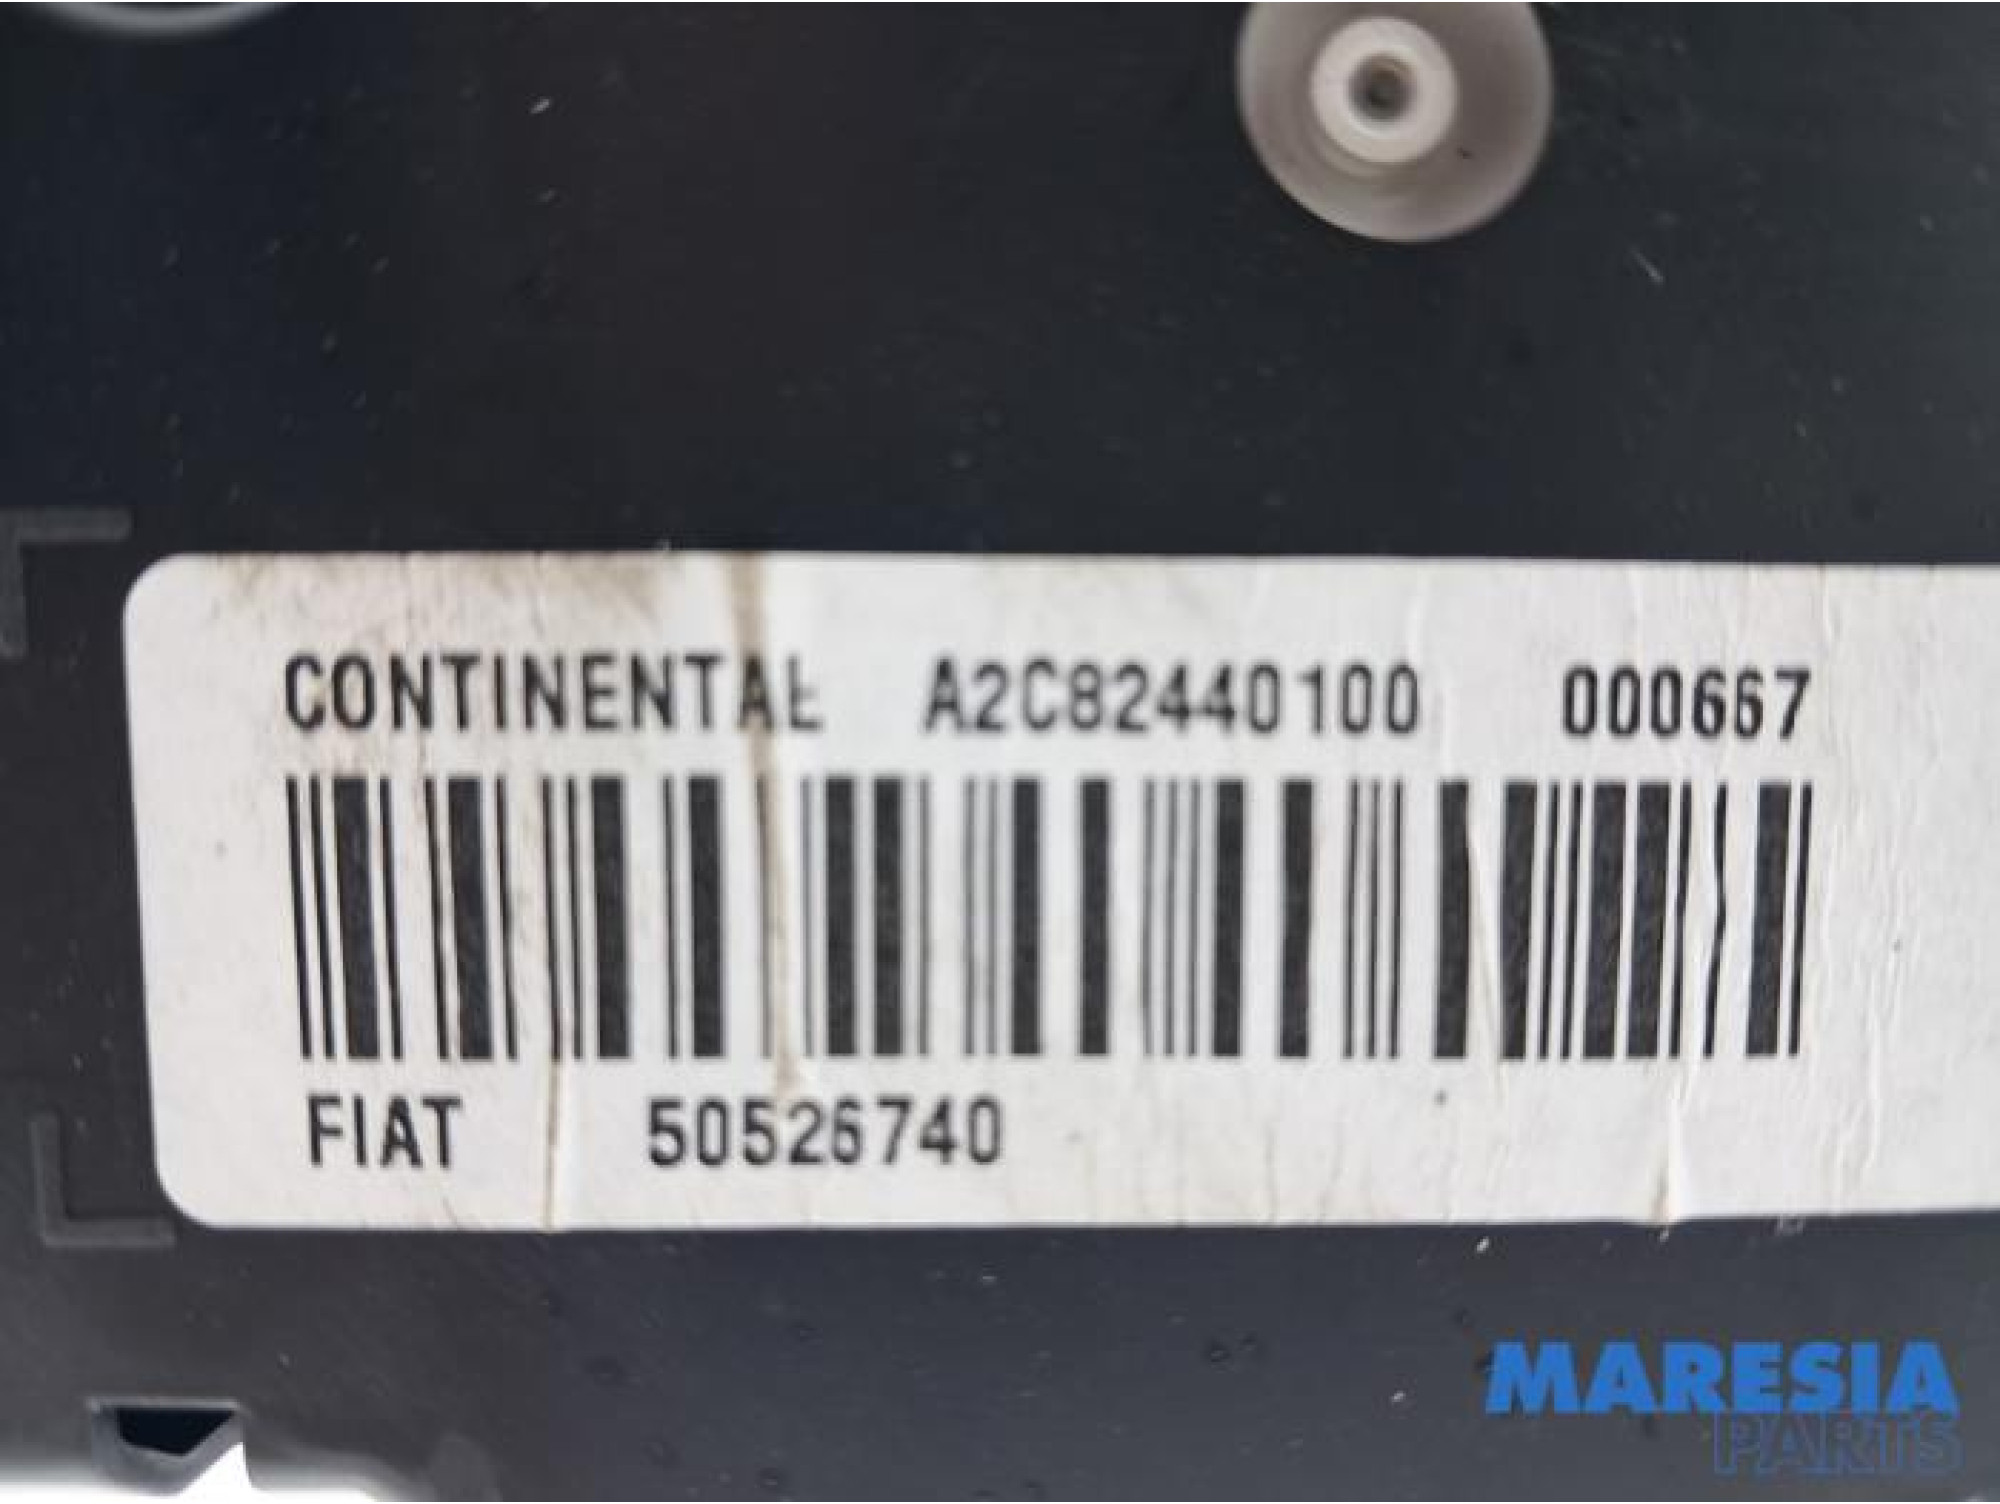 CONTINENTAL A2C82440100 000667
FIAT 50526740
MARESIA
PARTS